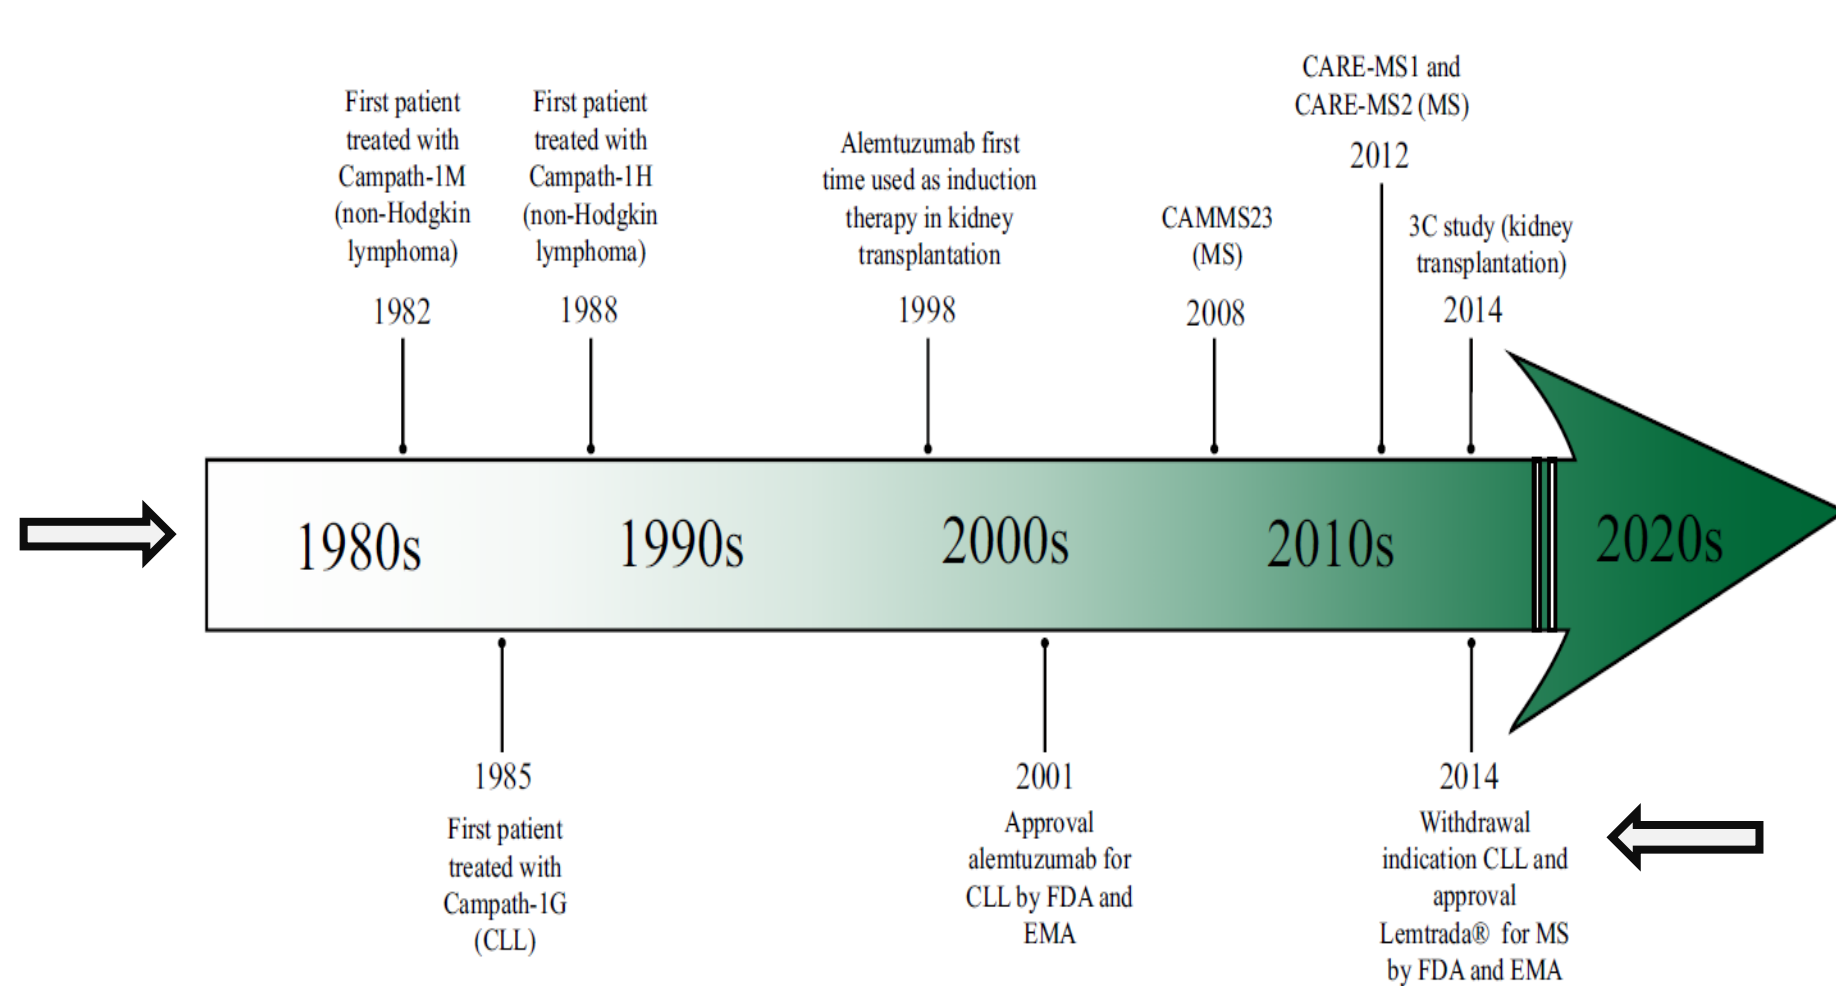 First patient
treated with
Campath-1M
(non-Hodgkin
lymphoma)
1982
First patient
treated with
Campath-1H
(non-Hodgkin
lymphoma)
1988
Alemtuzumab first
time used as induction
therapy in kidney
transplantation
1998
CAMMS23
(MS)
2008
CARE-MS1 and
CARE-MS2 (MS)
2012
3C study (kidney
transplantation)
2014
1980s
1990s
2000s
2010s
2020s
1985
First patient
treated with
Campath-1G
(CLL)
2001
Approval
alemtuzumab for
CLL by FDA and
EMA
2014
Withdrawal
indication CLL and
approval
Lemtrada® for MS
by FDA and EMA